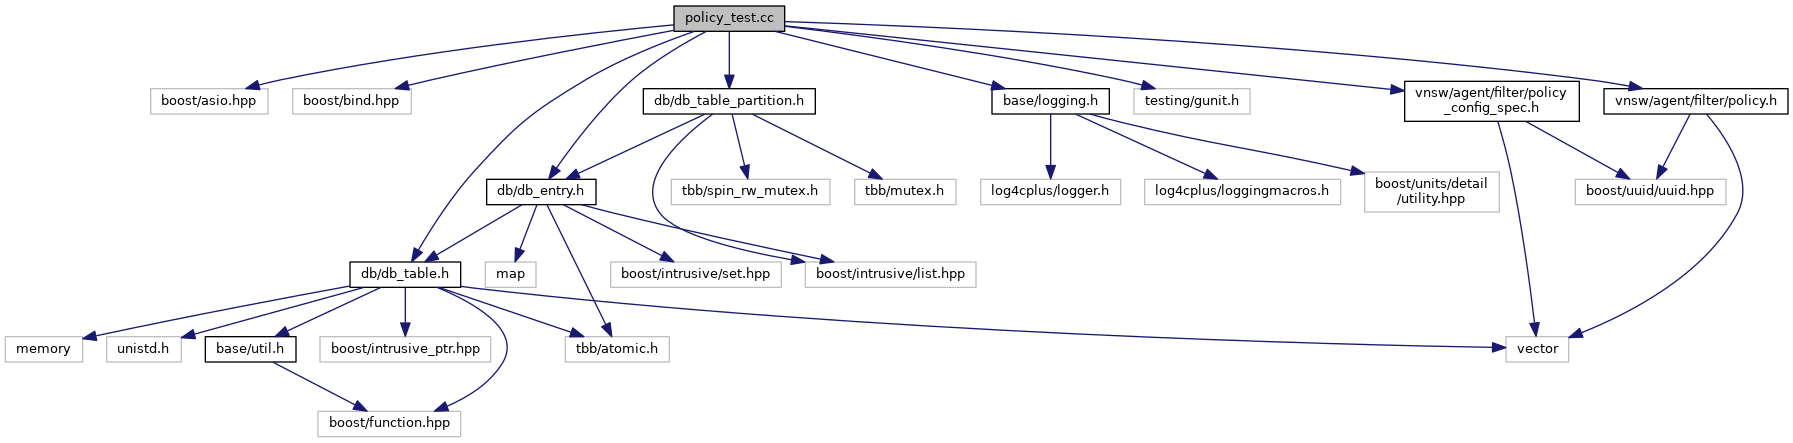 policy_test.cc
boost/asio.hpp
boost/bind.hpp
db/db_table_partition.h
base/logging.h
testing/gunit.h
vnsw/agent/filter/policy
_config_spec.h
vnsw/agent/filter/policy.h
db/db_entry.h
tbb/spin_rw_mutex.h
tbb/mutex.h
log4cplus/logger.h
log4cplus/loggingmacros.h
boost/units/detail
/utility.hpp
boost/uuid/uuid.hpp
db/db_table.h
map
boost/intrusive/set.hpp
boost/intrusive/list.hpp
memory
unistd.h
base/util.h
boost/intrusive_ptr.hpp
tbb/atomic.h
vector
boost/function.hpp